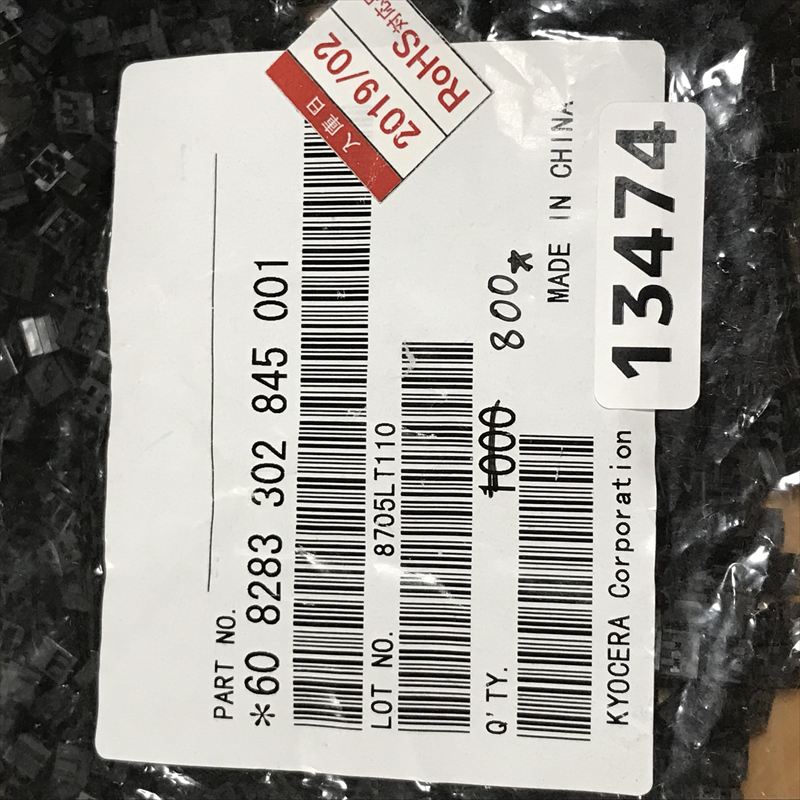 PART NO.
*60 8283 302 845 001
LOT NO. 8705LT110
Q'TY. 1000 800*
MADE IN CHINA
KYOCERA Corporation
13474
入庫日
2019/02
RoHS対応